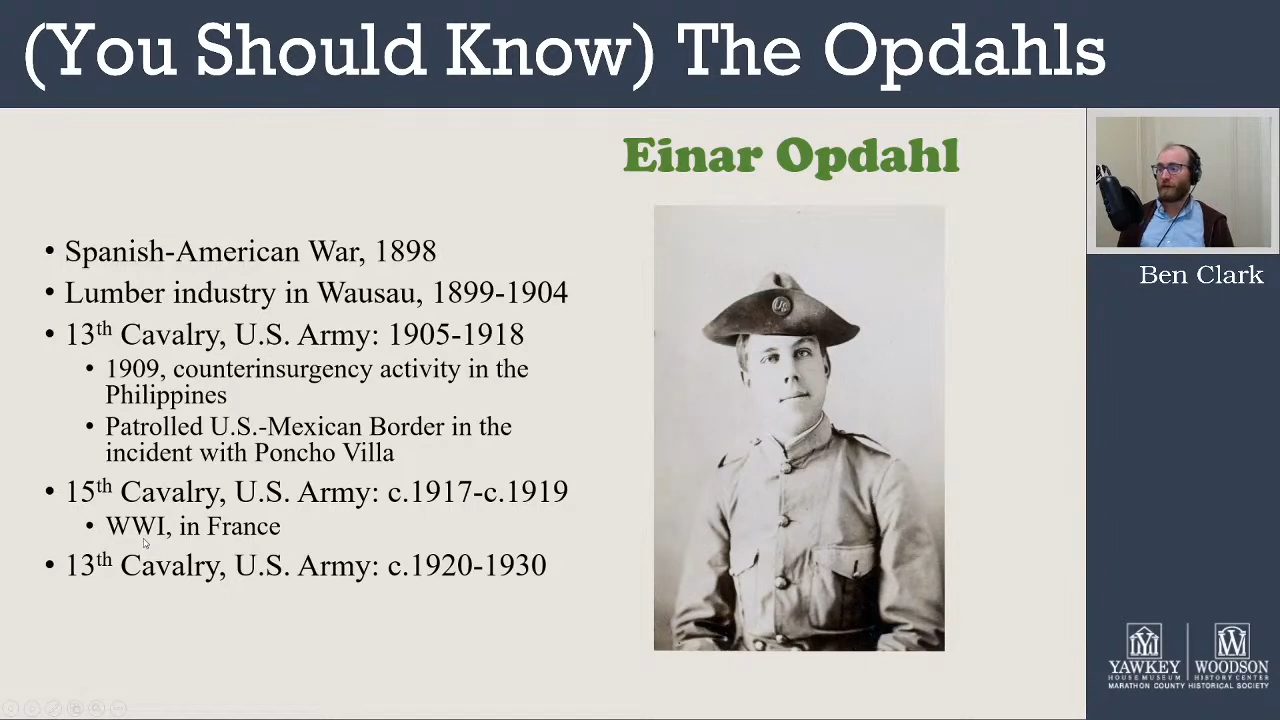 (You Should Know) The Opdahls
Einar Opdahl
• Spanish-American War, 1898
• Lumber industry in Wausau, 1899-1904
• 13th Cavalry, U.S. Army: 1905-1918
• 1909, counterinsurgency activity in the
Philippines
• Patrolled U.S.-Mexican Border in the
incident with Poncho Villa
• 15th Cavalry, U.S. Army: c.1917-c.1919
• WWI, in France
• 13th Cavalry, U.S. Army: c.1920-1930
Ben Clark
YAWKEY
HOUSE MUSEUM
WOODSON
HISTORY CENTER
MARATHON COUNTY HISTORICAL SOCIETY